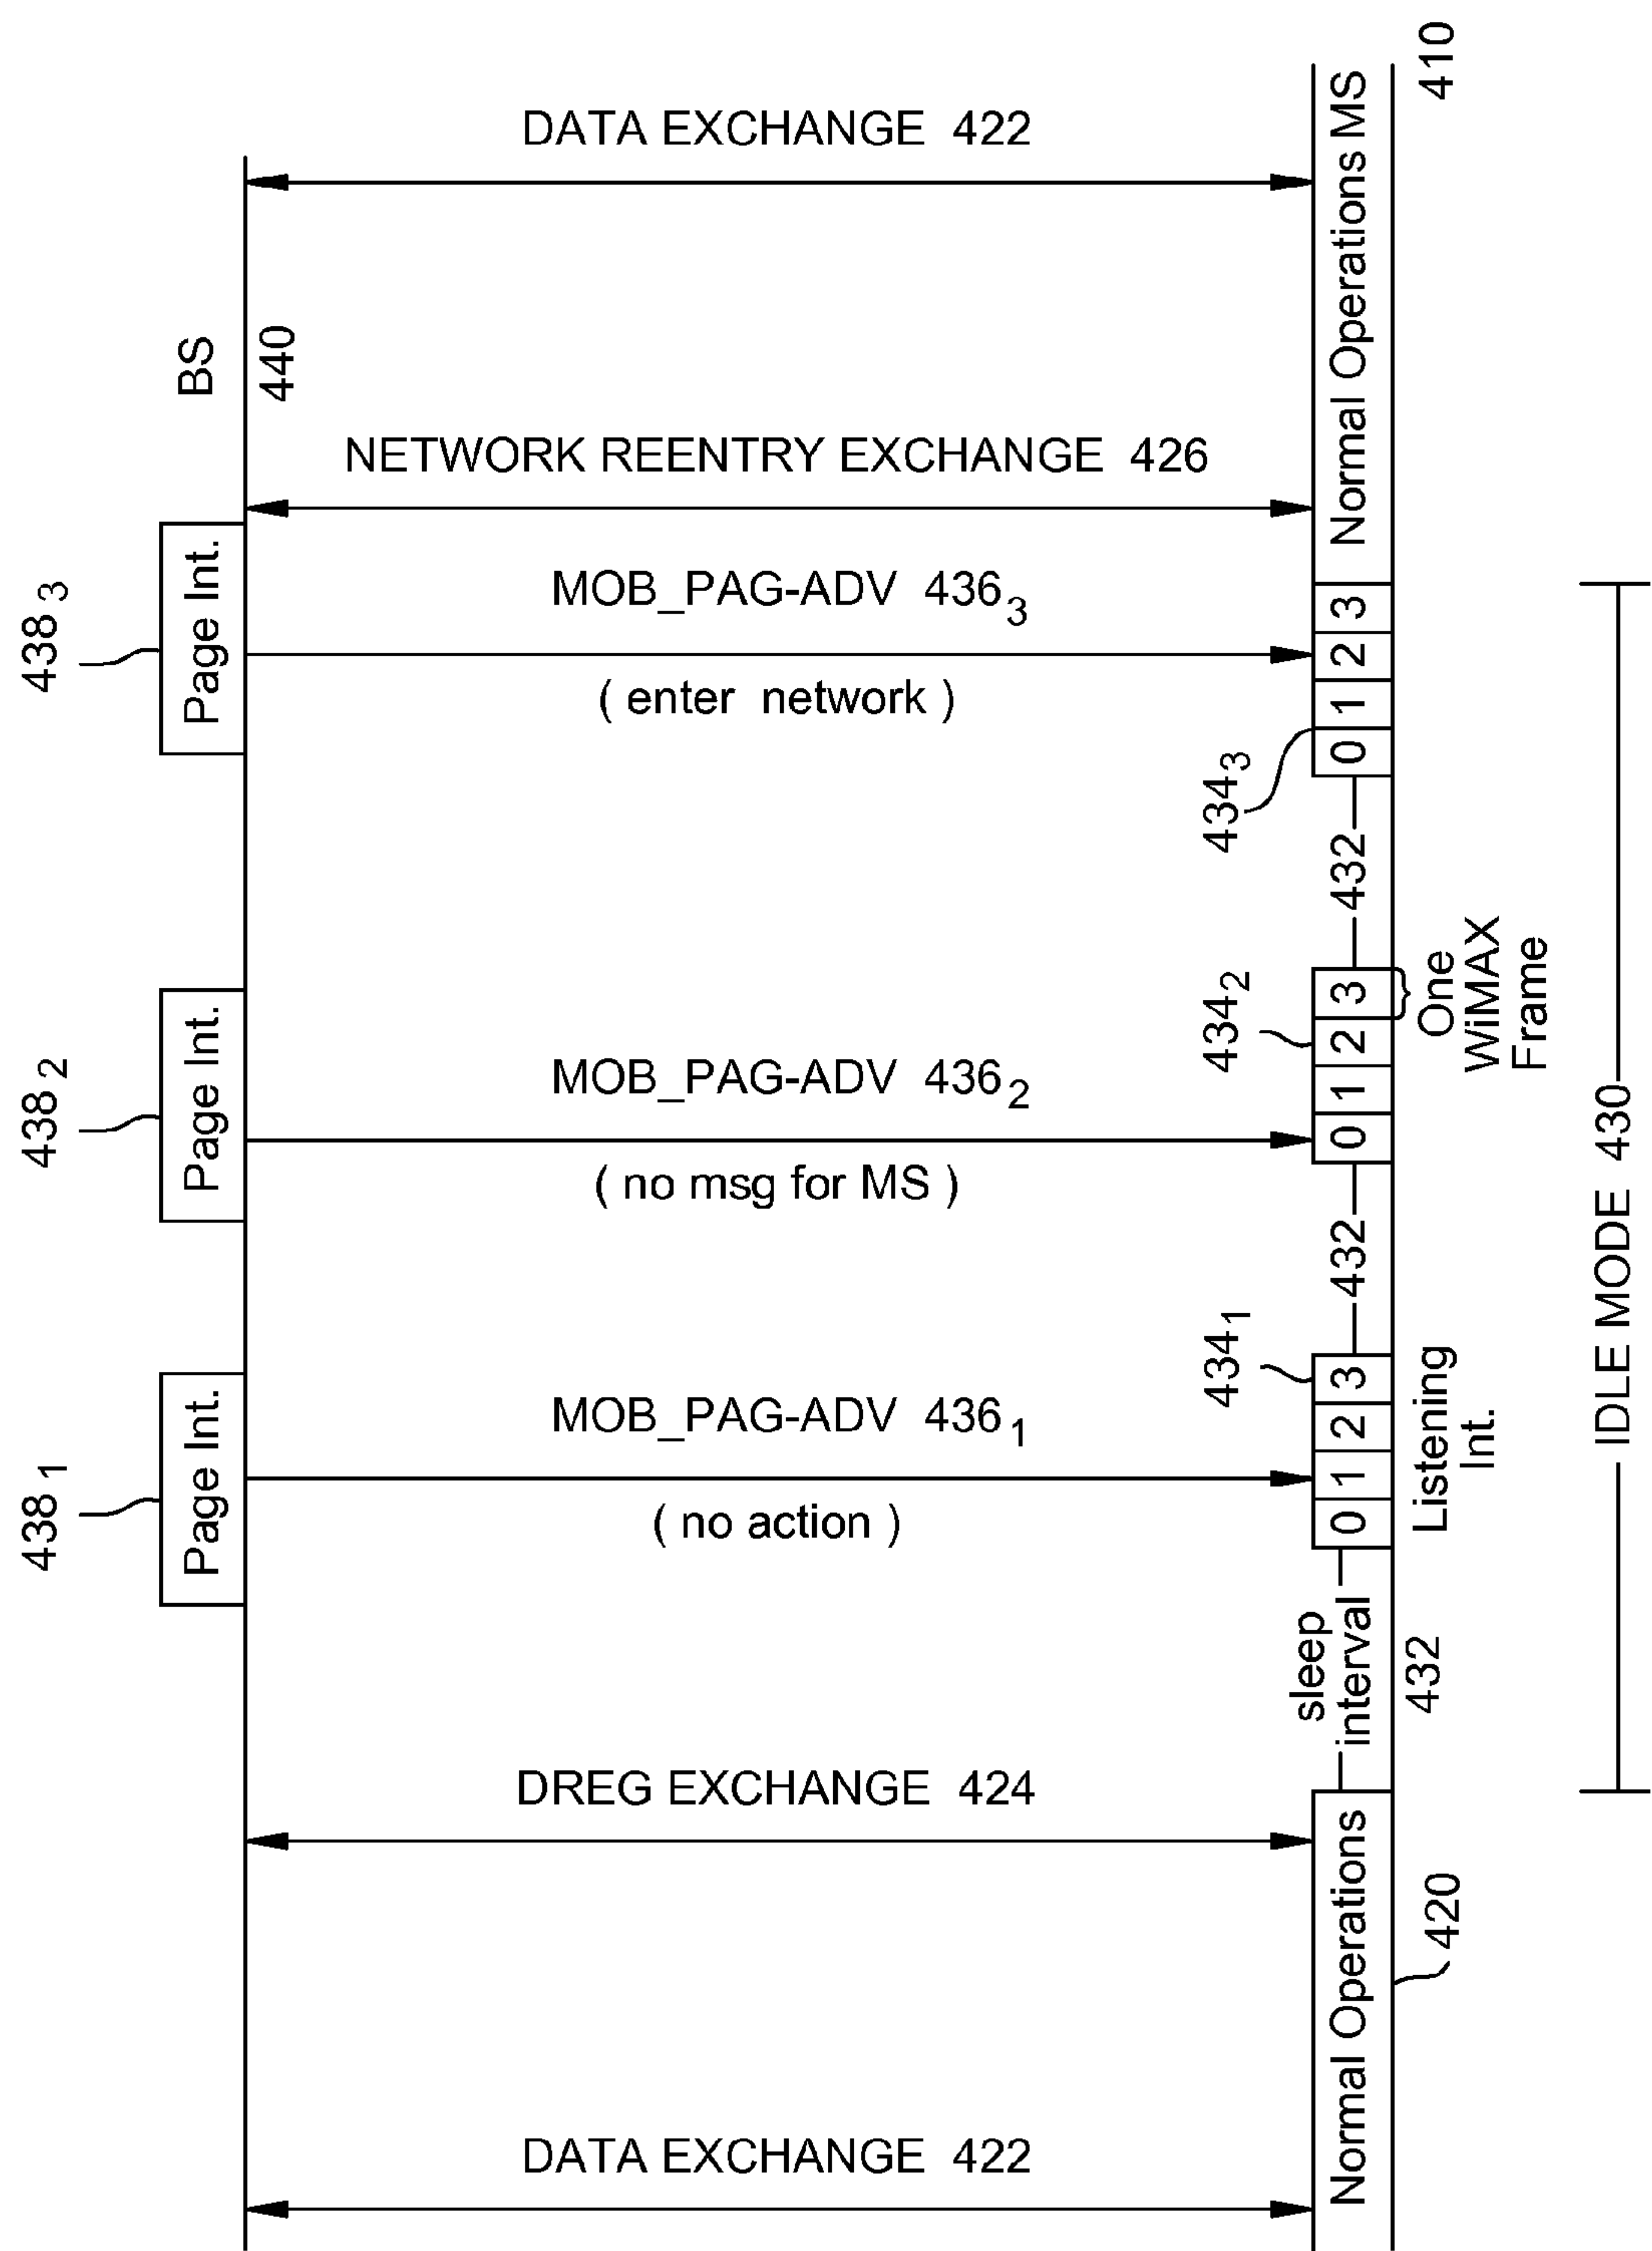 438 3
438 2
438 1
Page Int.
Page Int.
Page Int.
BS
440
DATA EXCHANGE 422
NETWORK REENTRY EXCHANGE 426
MOB_PAG-ADV 436 3
( enter network )
MOB_PAG-ADV 436 2
( no msg for MS )
MOB_PAG-ADV 436 1
( no action )
DREG EXCHANGE 424
DATA EXCHANGE 422
434 3
434 2
434 1
Normal Operations
sleep
interval
432
0 1 2 3
432
0 1 2 3
432
0 1 2 3
Normal Operations MS
410
420
Listening
Int.
One
WiMAX
Frame
IDLE MODE 430